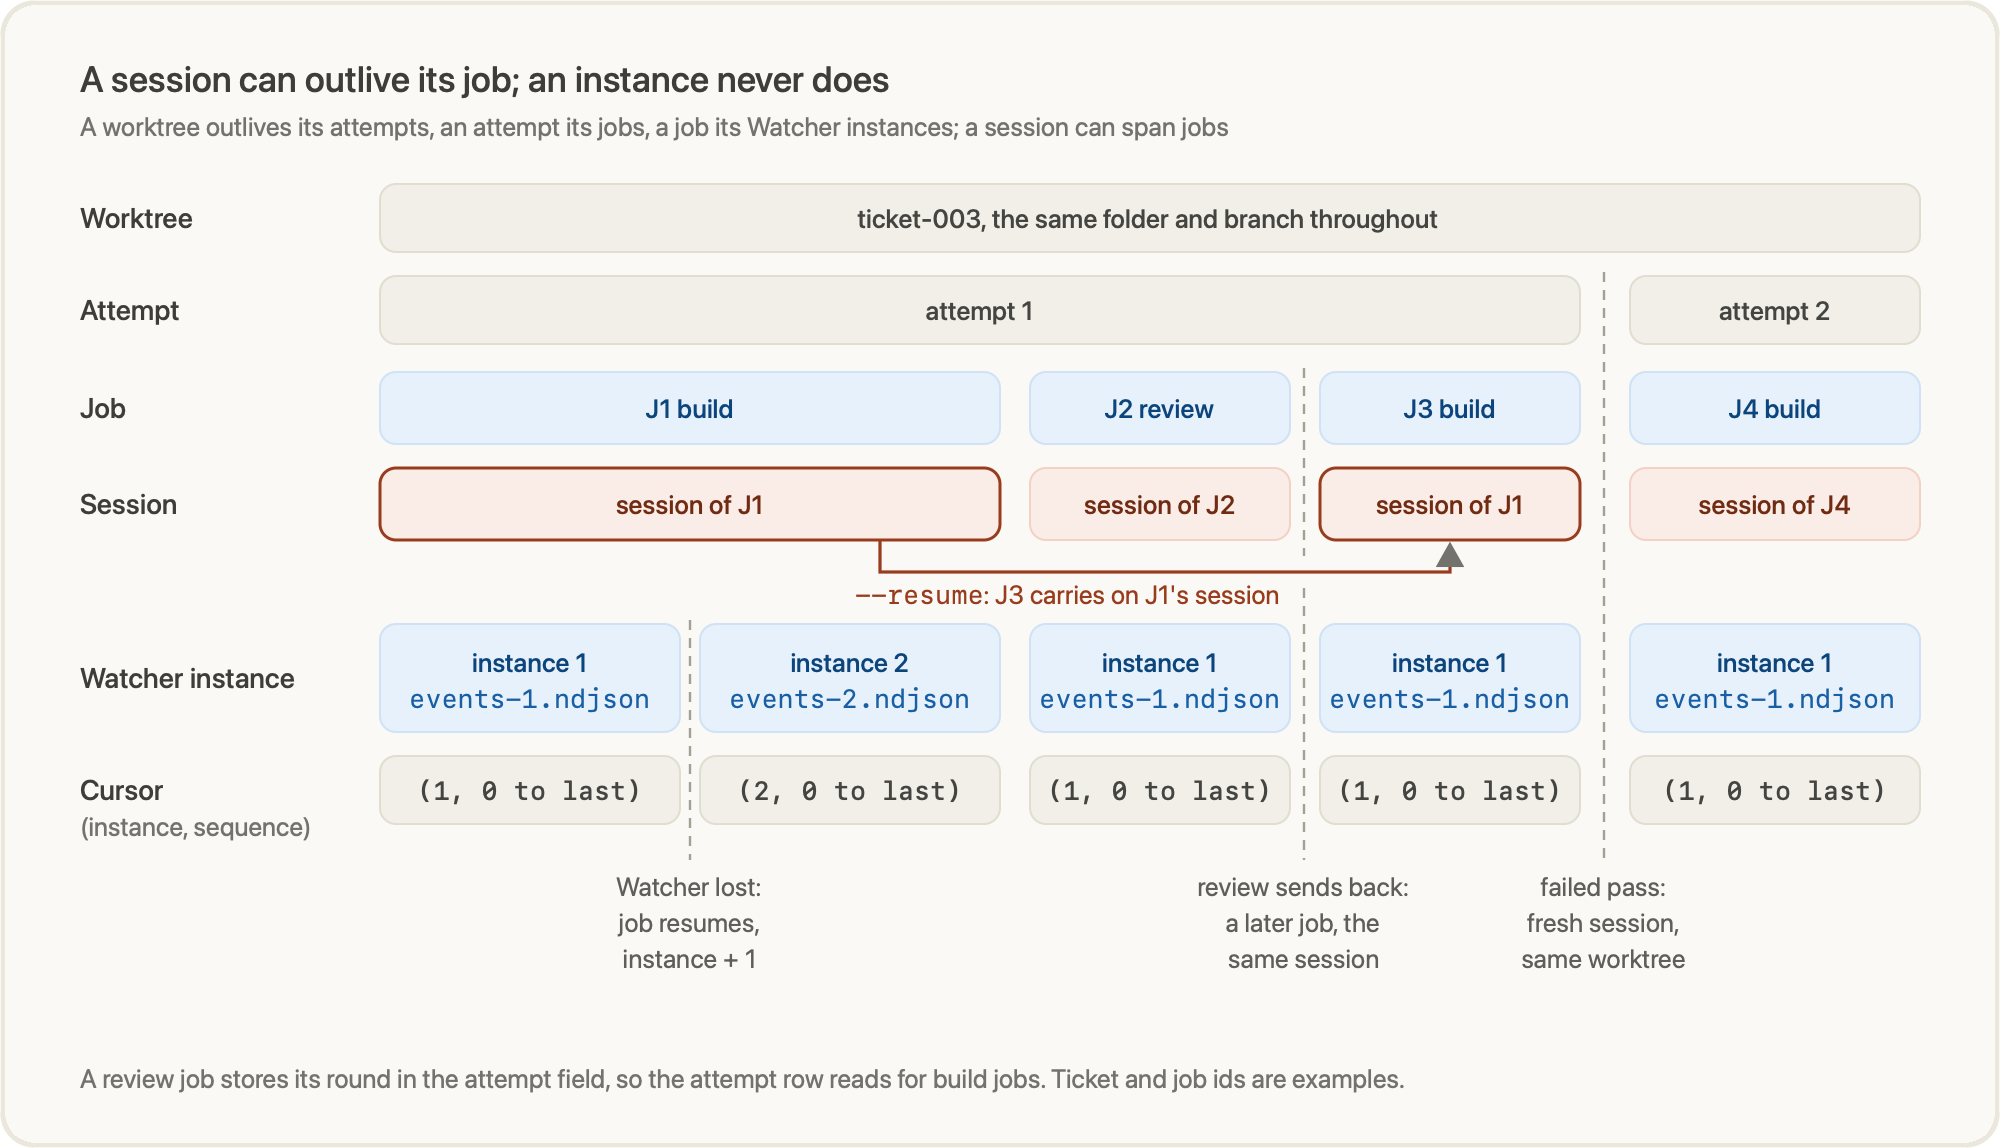 A session can outlive its job; an instance never does
A worktree outlives its attempts, an attempt its jobs, a job its Watcher instances; a session can span jobs
Worktree
ticket-003, the same folder and branch throughout
Attempt
attempt 1
attempt 2
Job
J1 build
J2 review
J3 build
J4 build
Session
session of J1
session of J2
session of J1
session of J4
--resume: J3 carries on J1's session
Watcher instance
instance 1
events-1.ndjson
instance 2
events-2.ndjson
instance 1
events-1.ndjson
instance 1
events-1.ndjson
instance 1
events-1.ndjson
Cursor
(instance, sequence)
(1, 0 to last)
(2, 0 to last)
(1, 0 to last)
(1, 0 to last)
(1, 0 to last)
Watcher lost:
job resumes,
instance + 1
review sends back:
a later job, the
same session
failed pass:
fresh session,
same worktree
A review job stores its round in the attempt field, so the attempt row reads for build jobs. Ticket and job ids are examples.